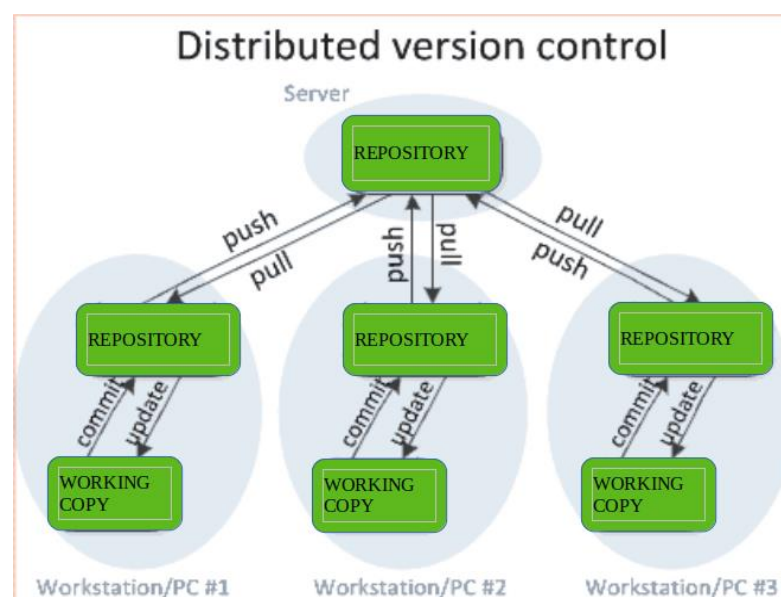 Distributed version control
Server
REPOSITORY
push
pull
push
pull
pull
push
REPOSITORY
REPOSITORY
REPOSITORY
commit
update
commit
update
commit
update
WORKING
COPY
WORKING
COPY
WORKING
COPY
Workstation/PC #1
Workstation/PC #2
Workstation/PC #3